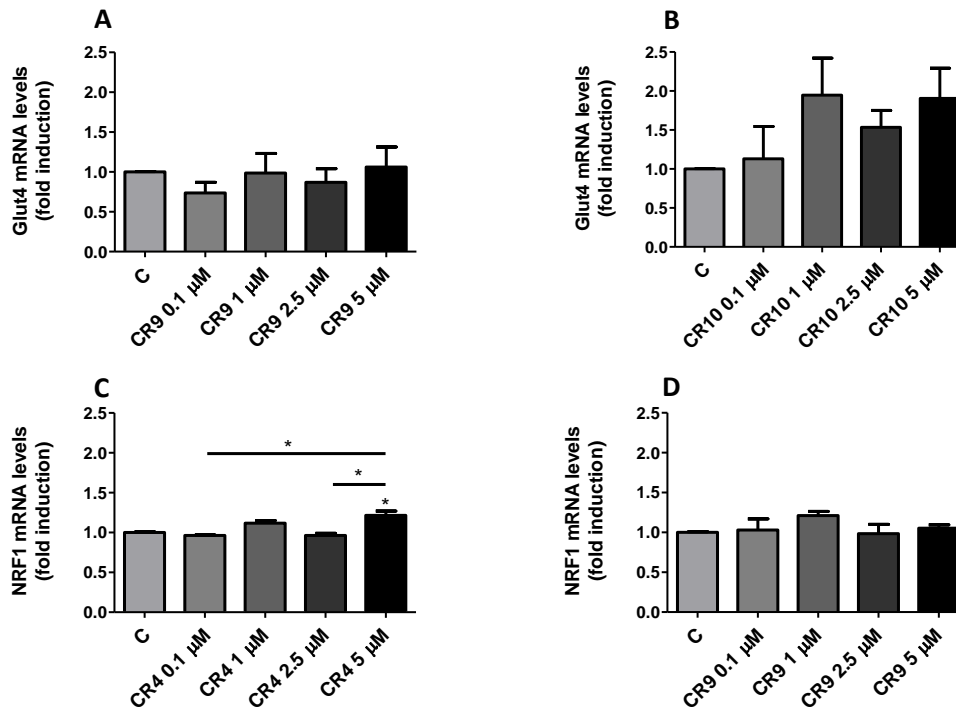 A
Glut4 mRNA levels
(fold induction)
2.5
2.0
1.5
1.0
0.5
0.0
C
CR9 0.1 µM
CR9 1 µM
CR9 2.5 µM
CR9 5 µM
B
Glut4 mRNA levels
(fold induction)
2.5
2.0
1.5
1.0
0.5
0.0
C
CR10 0.1 µM
CR10 1 µM
CR10 2.5 µM
CR10 5 µM
C
NRF1 mRNA levels
(fold induction)
2.5
2.0
1.5
1.0
0.5
0.0
*
*
*
C
CR4 0.1 µM
CR4 1 µM
CR4 2.5 µM
CR4 5 µM
D
NRF1 mRNA levels
(fold induction)
2.5
2.0
1.5
1.0
0.5
0.0
C
CR9 0.1 µM
CR9 1 µM
CR9 2.5 µM
CR9 5 µM